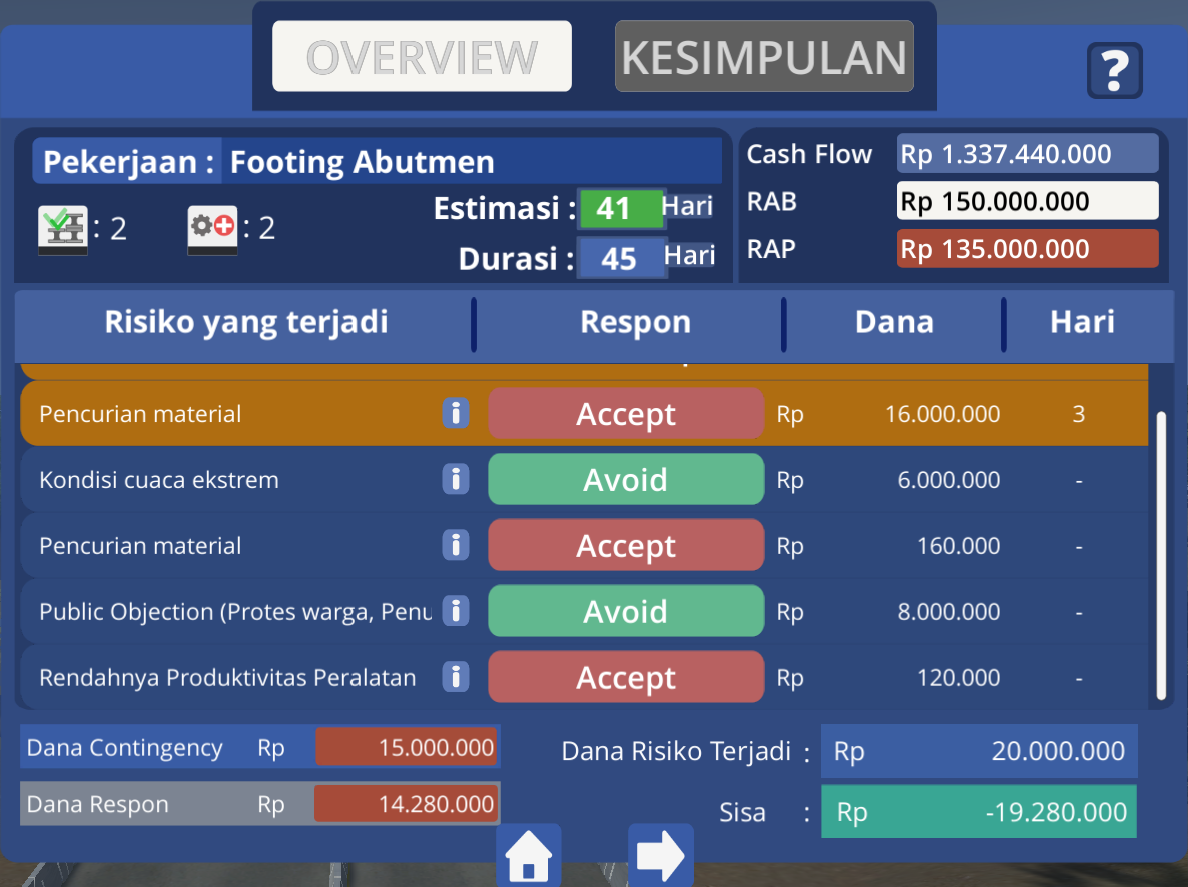 OVERVIEW
KESIMPULAN
?
Pekerjaan : Footing Abutmen
: 2
: 2
Estimasi : 41 Hari
Durasi : 45 Hari
Cash Flow Rp 1.337.440.000
RAB Rp 150.000.000
RAP Rp 135.000.000
Risiko yang terjadi Respon Dana Hari
Pencurian material i Accept Rp 16.000.000 3
Kondisi cuaca ekstrem i Avoid Rp 6.000.000 -
Pencurian material i Accept Rp 160.000 -
Public Objection (Protes warga, Penu i Avoid Rp 8.000.000 -
Rendahnya Produktivitas Peralatan i Accept Rp 120.000 -
Dana Contingency Rp 15.000.000
Dana Respon Rp 14.280.000
Dana Risiko Terjadi : Rp 20.000.000
Sisa : Rp -19.280.000